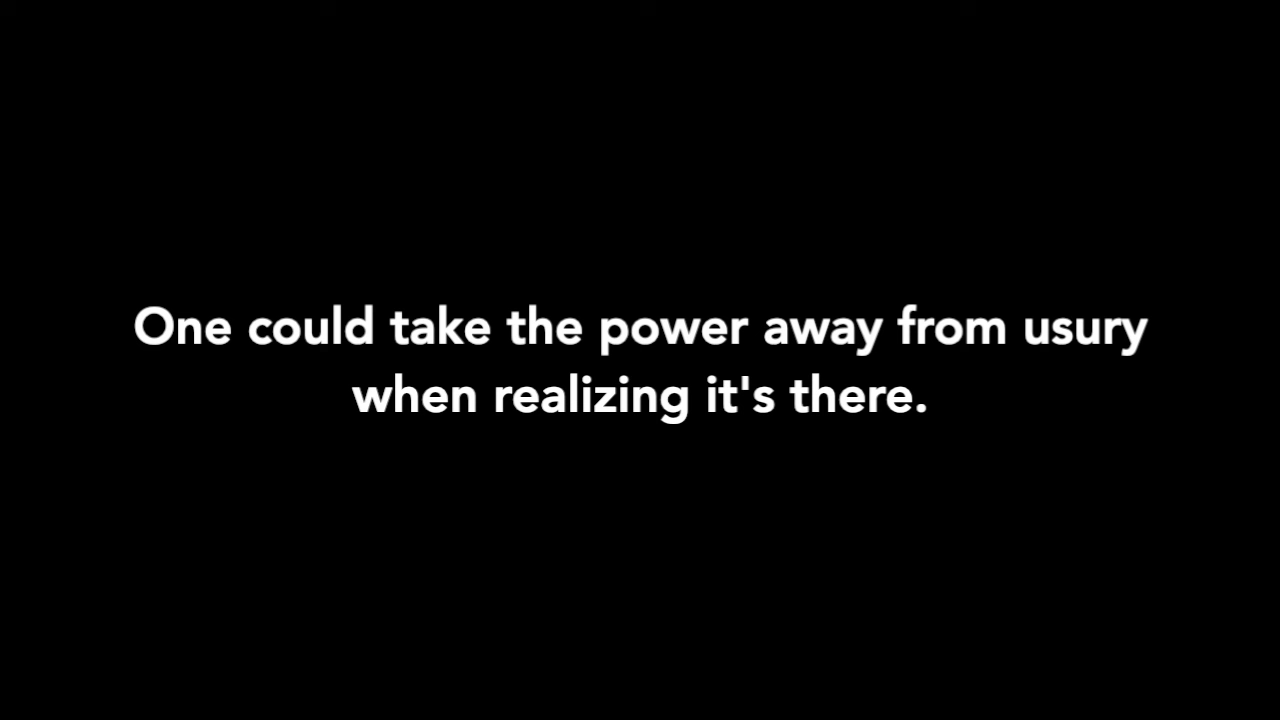 One could take the power away from usury
when realizing it's there.